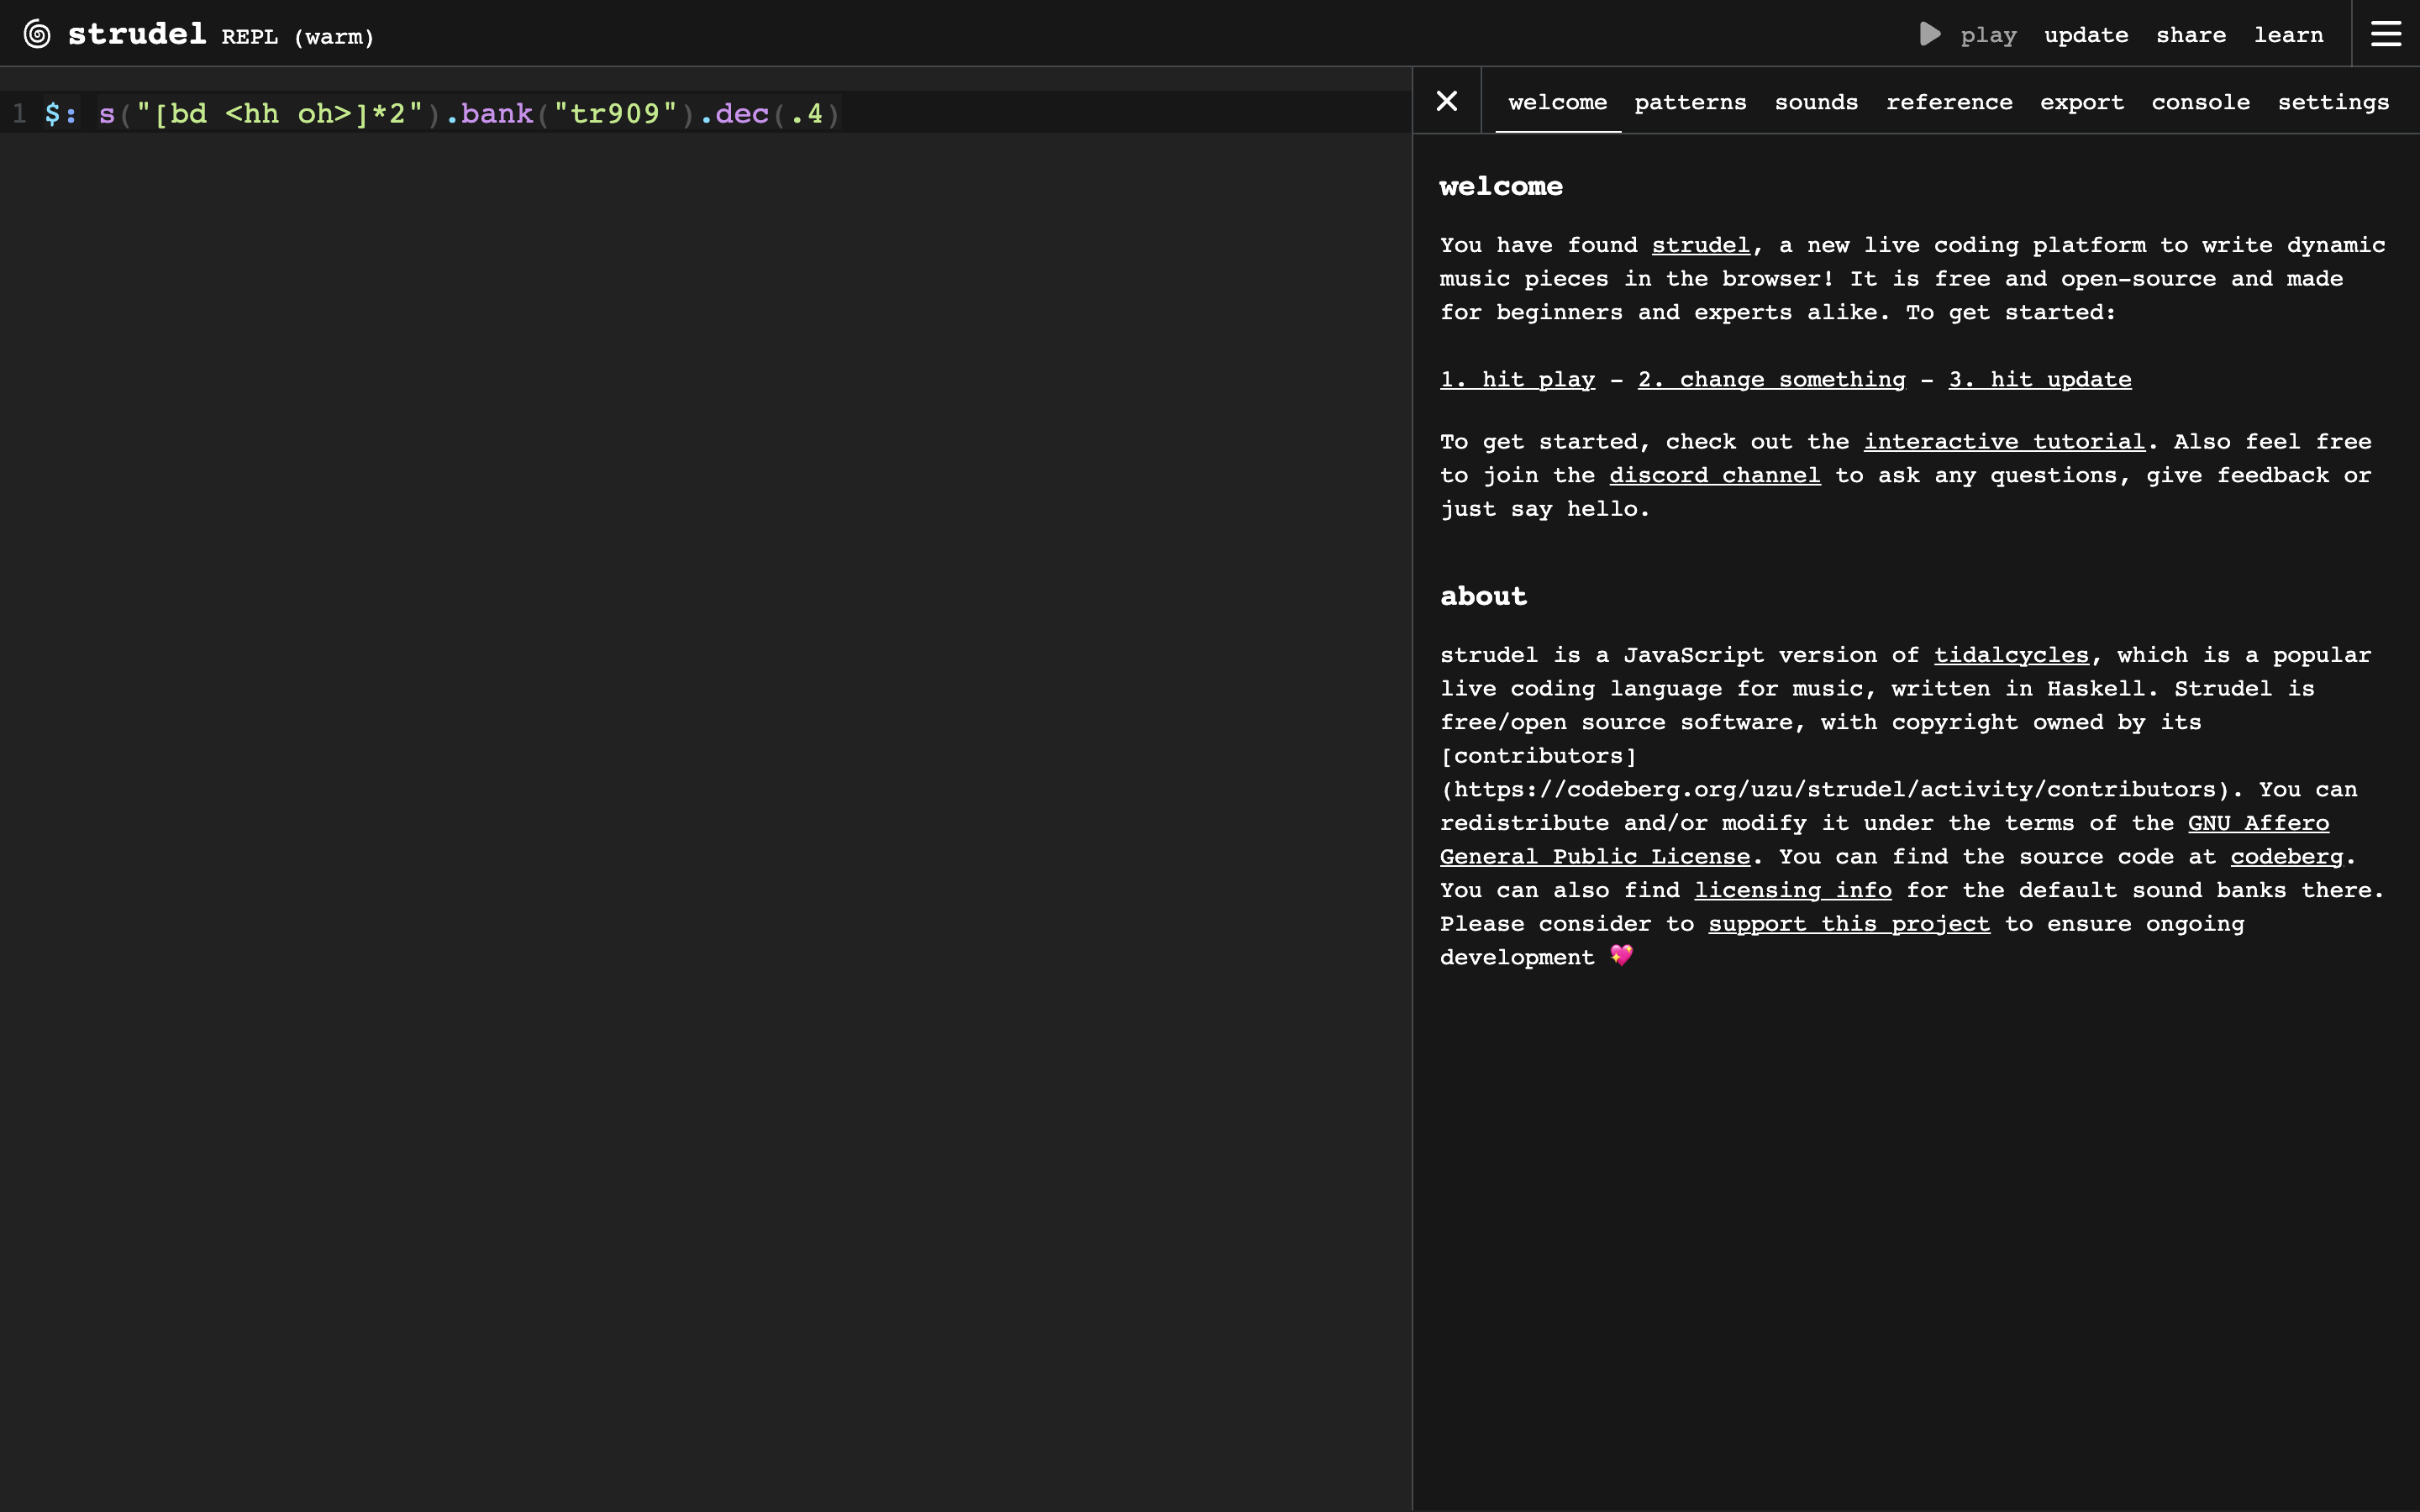 strudel REPL (warm)
play update share learn
1 $: s("[bd <hh oh>]*2").bank("tr909").dec(.4)
welcome patterns sounds reference export console settings
welcome
You have found strudel, a new live coding platform to write dynamic
music pieces in the browser! It is free and open-source and made
for beginners and experts alike. To get started:
1. hit play - 2. change something - 3. hit update
To get started, check out the interactive tutorial. Also feel free
to join the discord channel to ask any questions, give feedback or
just say hello.
about
strudel is a JavaScript version of tidalcycles, which is a popular
live coding language for music, written in Haskell. Strudel is
free/open source software, with copyright owned by its
[contributors]
(https://codeberg.org/uzu/strudel/activity/contributors). You can
redistribute and/or modify it under the terms of the GNU Affero
General Public License. You can find the source code at codeberg.
You can also find licensing info for the default sound banks there.
Please consider to support this project to ensure ongoing
development 💖